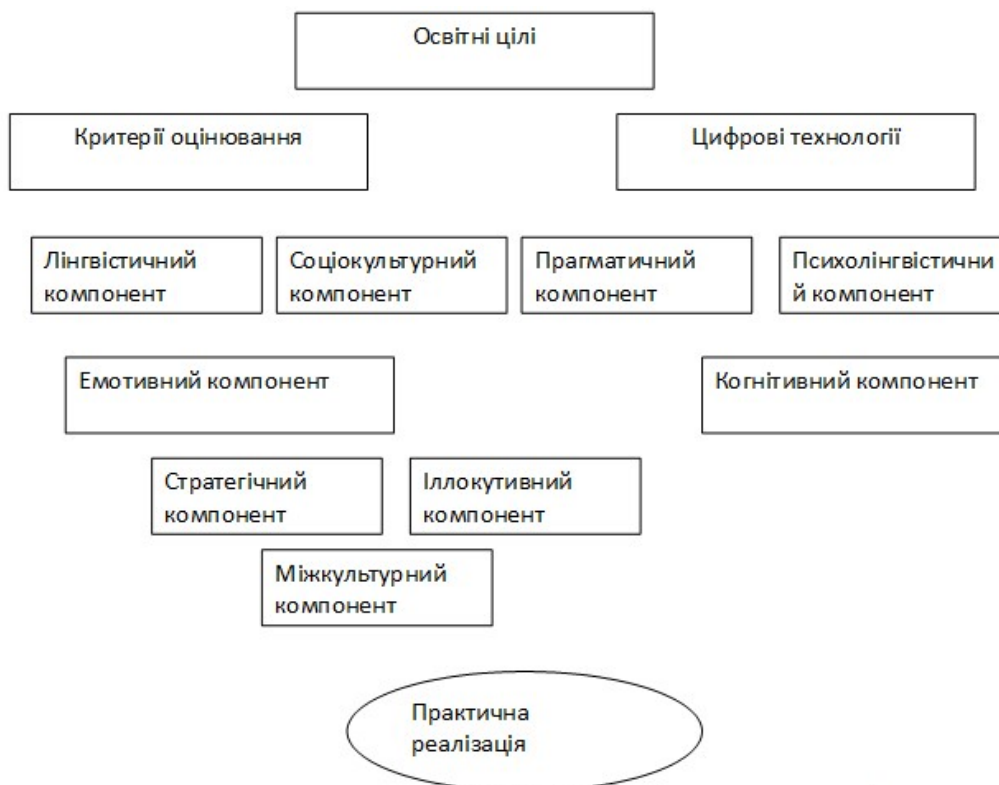 Освітні цілі
Критерії оцінювання
Цифрові технології
Лінгвістичний
компонент
Соціокультурний
компонент
Прагматичний
компонент
Психолінгвістични
й компонент
Емотивний компонент
Когнітивний компонент
Стратегічний
компонент
Іллокутивний
компонент
Міжкультурний
компонент
Практична
реалізація